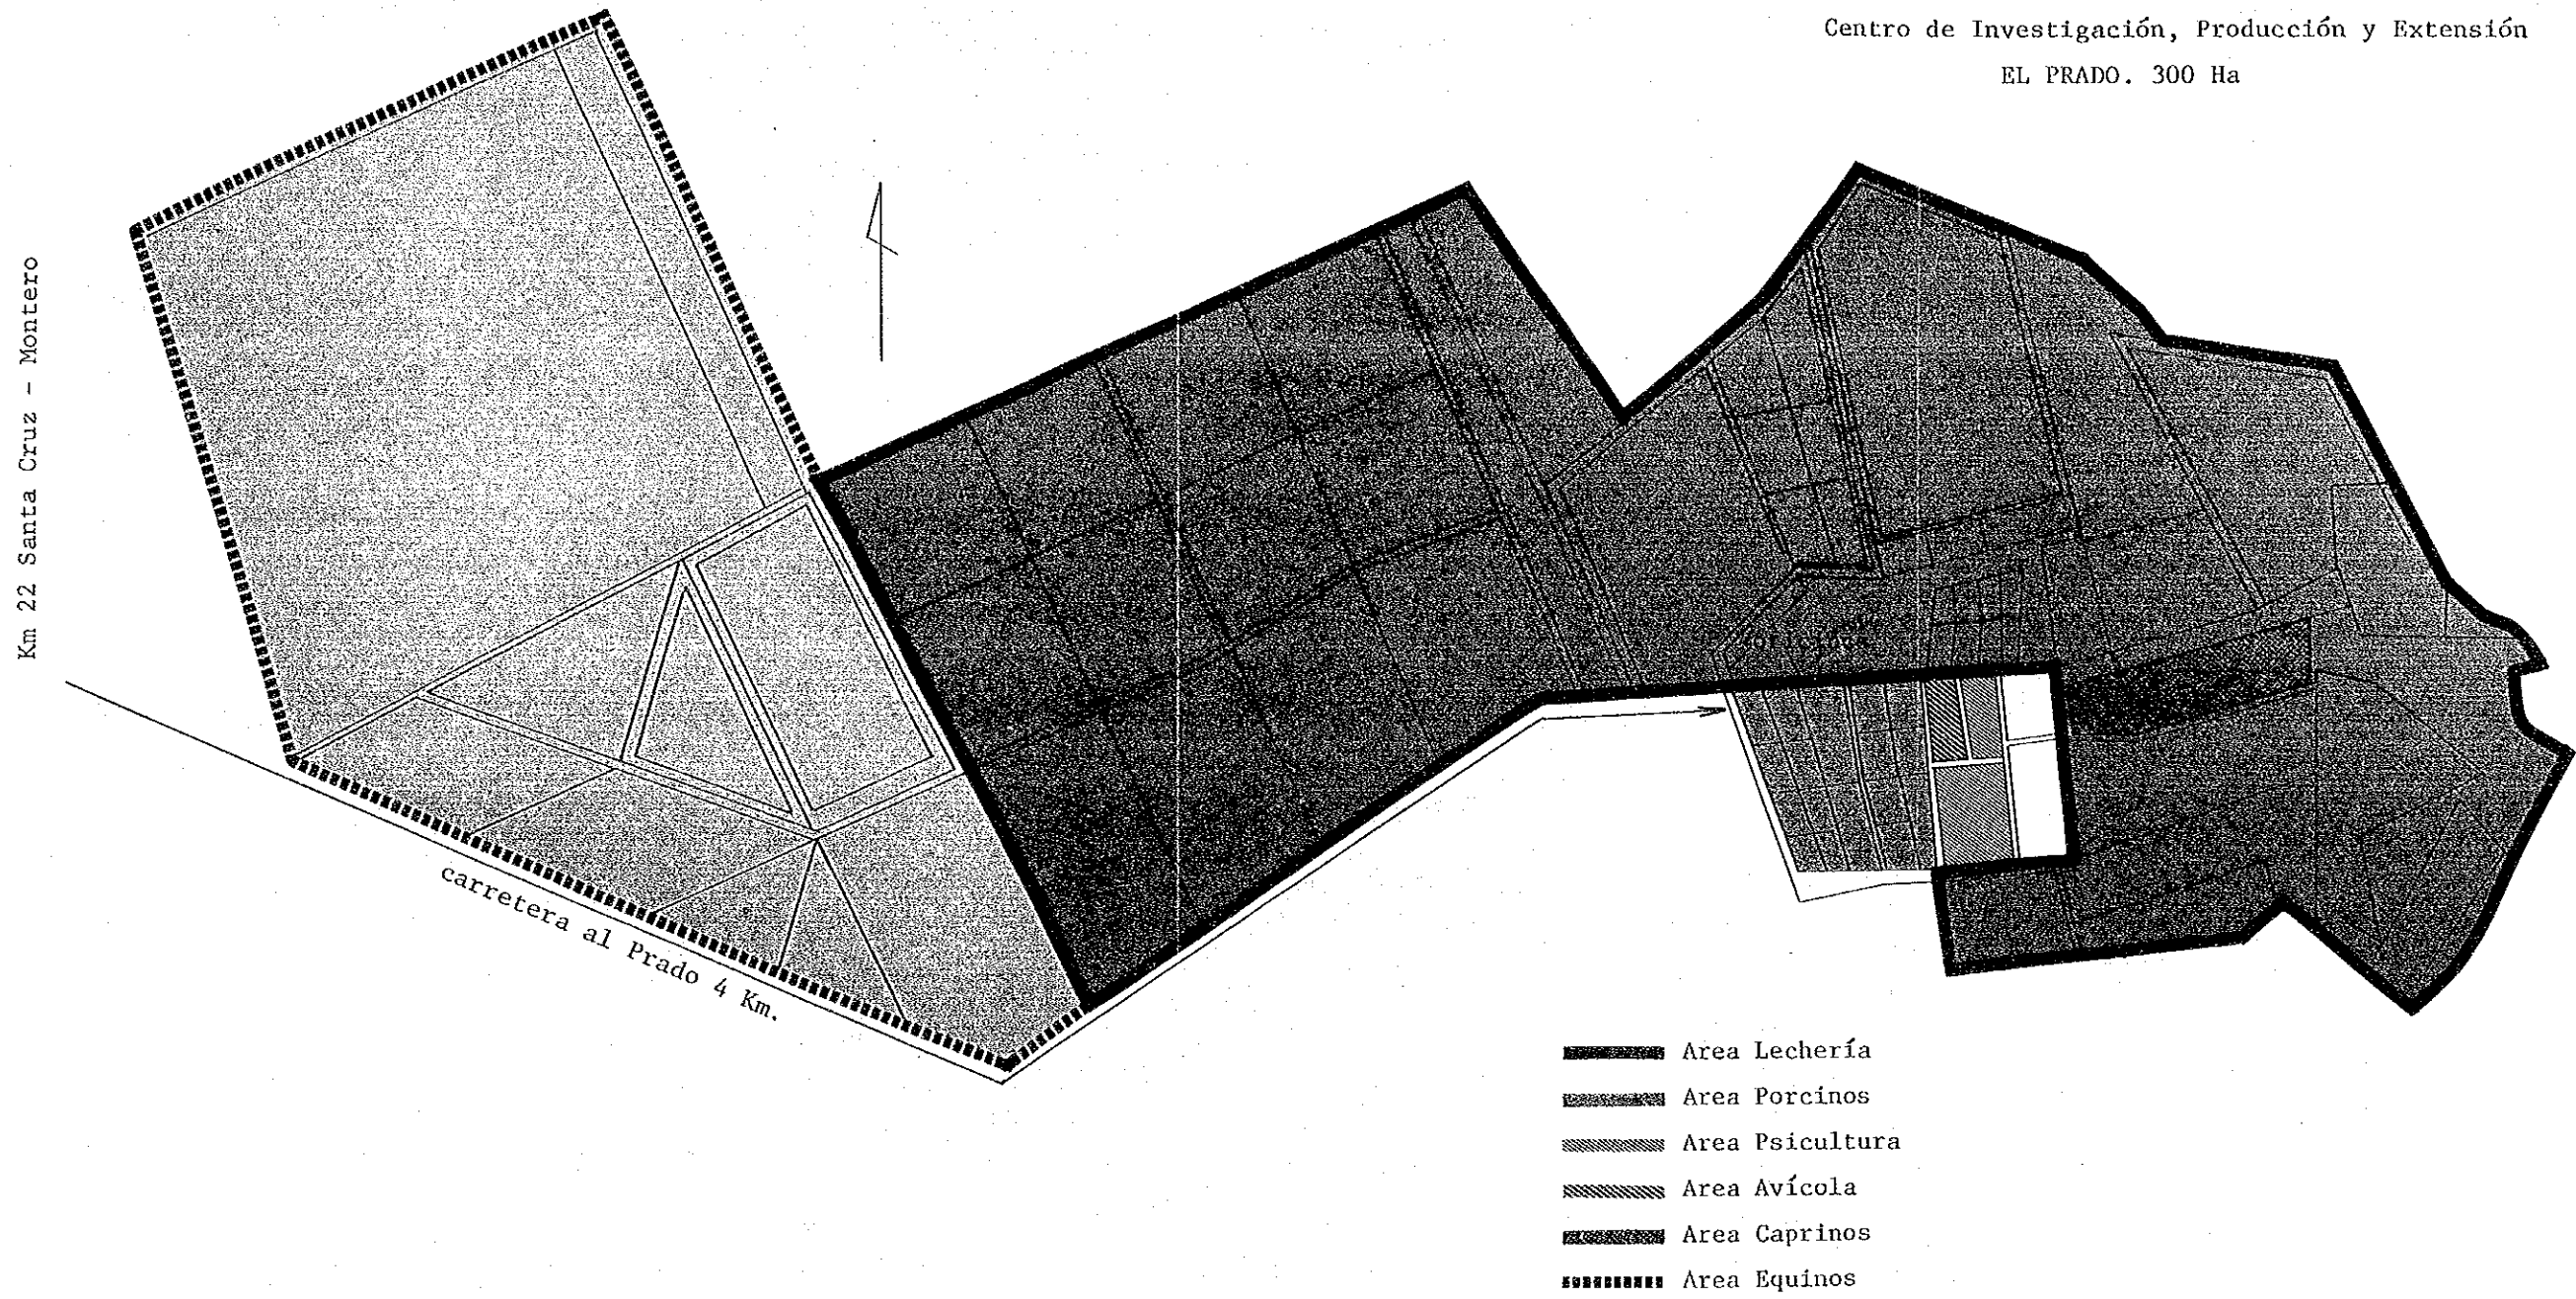 Centro de Investigación, Producción y Extensión
EL PRADO. 300 Ha
Km 22 Santa Cruz - Montero
carretera al Prado 4 Km.
Area Lechería
Area Porcinos
Area Psicultura
Area Avícola
Area Caprinos
Area Equinos